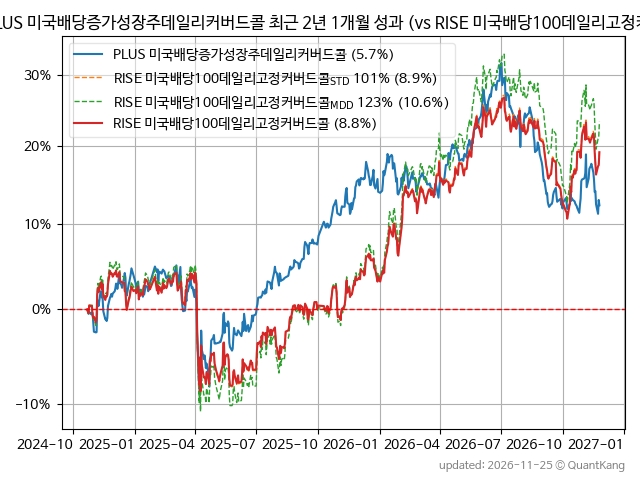 LUS 미국배당증가성장주데일리커버드콜 최근 2년 1개월 성과 (vs RISE 미국배당100데일리고정커
PLUS 미국배당증가성장주데일리커버드콜 (5.7%)
RISE 미국배당100데일리고정커버드콜STD 101% (8.9%)
RISE 미국배당100데일리고정커버드콜MDD 123% (10.6%)
RISE 미국배당100데일리고정커버드콜 (8.8%)
30%
20%
10%
0%
−10%
2024-10 2025-01 2025-04 2025-07 2025-10 2026-01 2026-04 2026-07 2026-10 2027-01
updated: 2026-11-25 © QuantKang